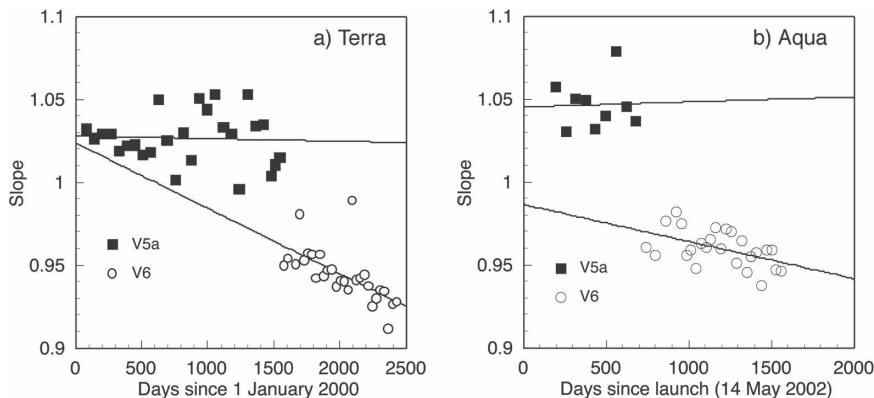 1.1
a) Terra
1.05
1
0.95
0.9
Slope
V5a
V6
0
500
1000
1500
2000
2500
Days since 1 January 2000
1.1
b) Aqua
1.05
1
0.95
0.9
Slope
V5a
V6
0
500
1000
1500
2000
Days since launch (14 May 2002)